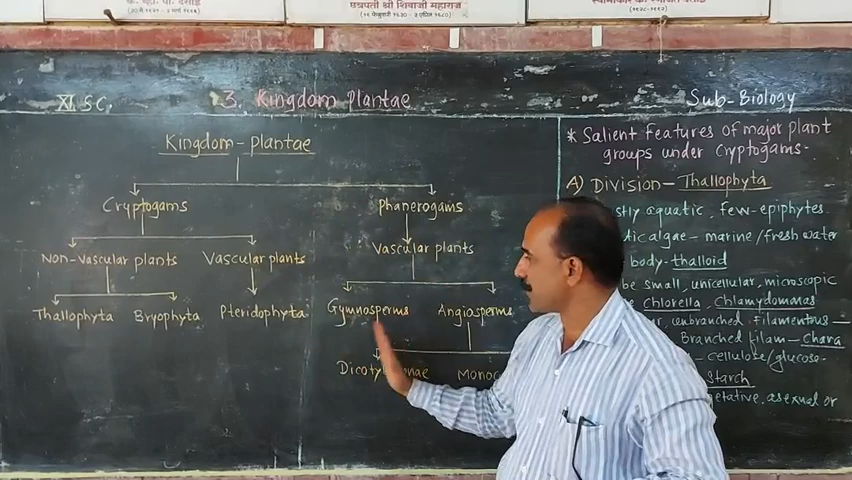 छत्रपती श्री शिवाजी महाराज
XI. SC.
3. Kingdom plantae
Sub-Biology
Kingdom-plantae
Cryptogams
Phanerogams
Non-Vascular plants
Vascular plants
Vascular plants
Thallophyta
Bryophyta
Pteridophyta
Gymnosperms
Angiosperms
* Salient features of major plant
groups under Cryptogams-
A) Division- Thallophyta
aquatic, few-epiphytes
algae- marine/fresh water
body-thalloid
small, unicellular, microscopic
chlorella, Chlamydomonas
unbranched, filamentous-
Branched filam- Chara
- cellulose/glucose
Starch
asexual or